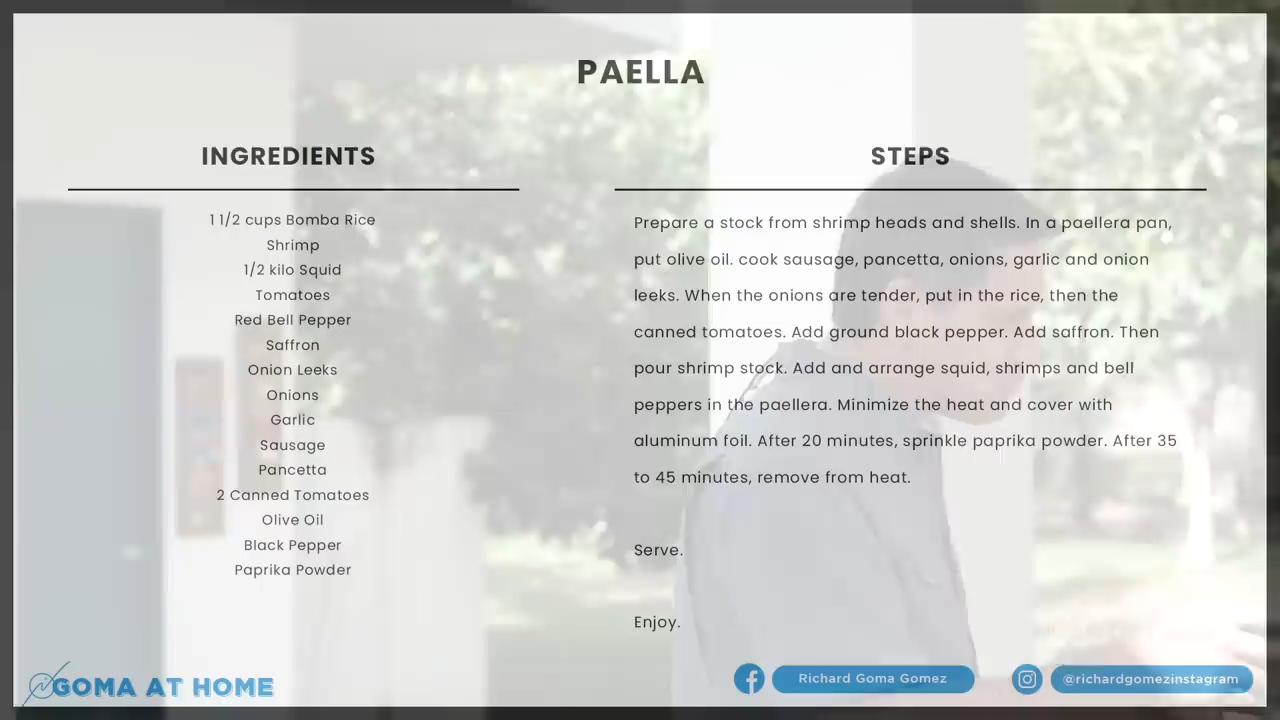 PAELLA
INGREDIENTS
1 1/2 cups Bomba Rice
Shrimp
1/2 kilo Squid
Tomatoes
Red Bell Pepper
Saffron
Onion Leeks
Onions
Garlic
Sausage
Pancetta
2 Canned Tomatoes
Olive Oil
Black Pepper
Paprika Powder
STEPS
Prepare a stock from shrimp heads and shells. In a paellera pan,
put olive oil. cook sausage, pancetta, onions, garlic and onion
leeks. When the onions are tender, put in the rice, then the
canned tomatoes. Add ground black pepper. Add saffron. Then
pour shrimp stock. Add and arrange squid, shrimps and bell
peppers in the paellera. Minimize the heat and cover with
aluminum foil. After 20 minutes, sprinkle paprika powder. After 35
to 45 minutes, remove from heat.
Serve.
Enjoy.
GOMA AT HOME
Richard Goma Gomez
@richardgomezinstagram